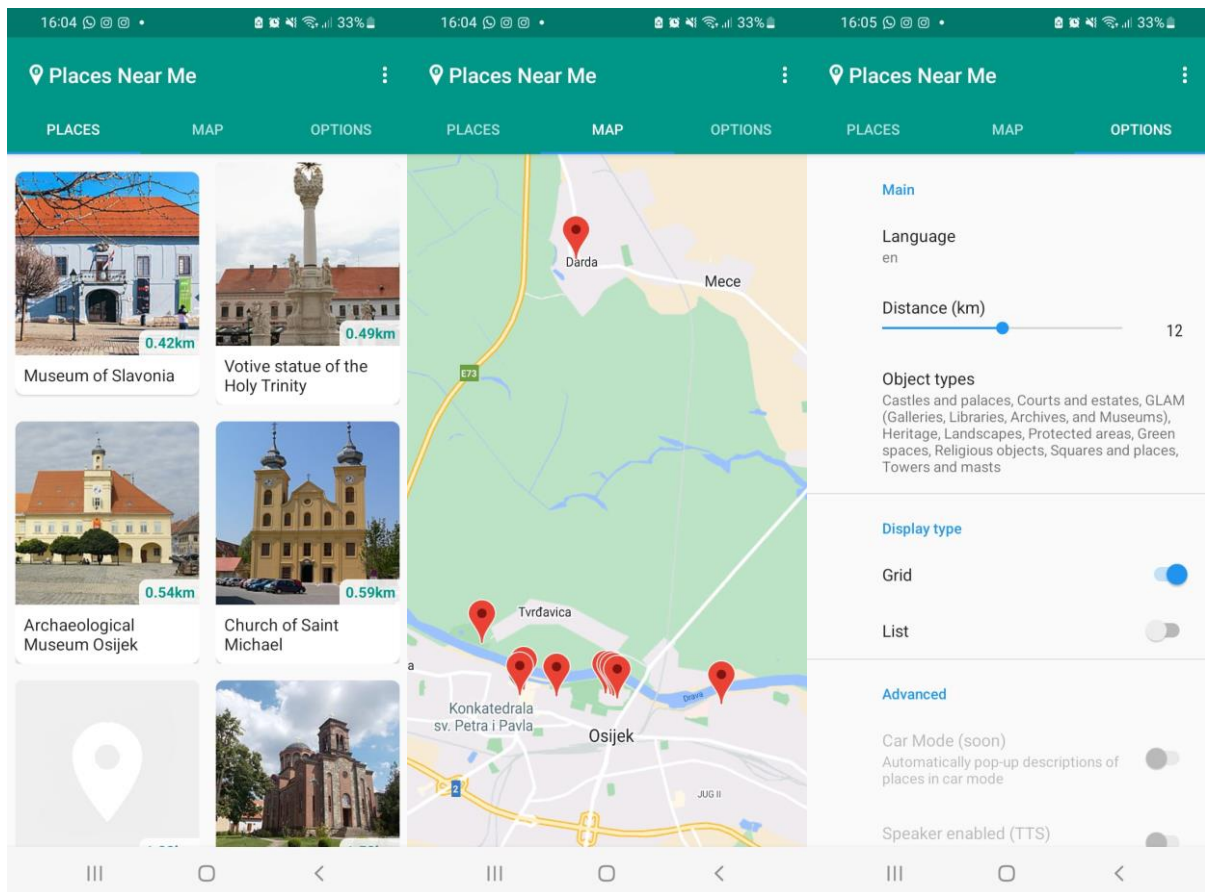 16:04
33%
Places Near Me
PLACES MAP OPTIONS
0.42km
Museum of Slavonia
0.49km
Votive statue of the
Holy Trinity
0.54km
Archaeological
Museum Osijek
0.59km
Church of Saint
Michael
16:04
33%
Places Near Me
PLACES MAP OPTIONS
Darda
Mece
E73
Tvrđavica
Drava
Konkatedrala
sv. Petra i Pavla
Osijek
2
JUG II
16:05
33%
Places Near Me
PLACES MAP OPTIONS
Main
Language
en
Distance (km)
12
Object types
Castles and palaces, Courts and estates, GLAM
(Galleries, Libraries, Archives, and Museums),
Heritage, Landscapes, Protected areas, Green
spaces, Religious objects, Squares and places,
Towers and masts
Display type
Grid
List
Advanced
Car Mode (soon)
Automatically pop-up descriptions of
places in car mode
Speaker enabled (TTS)